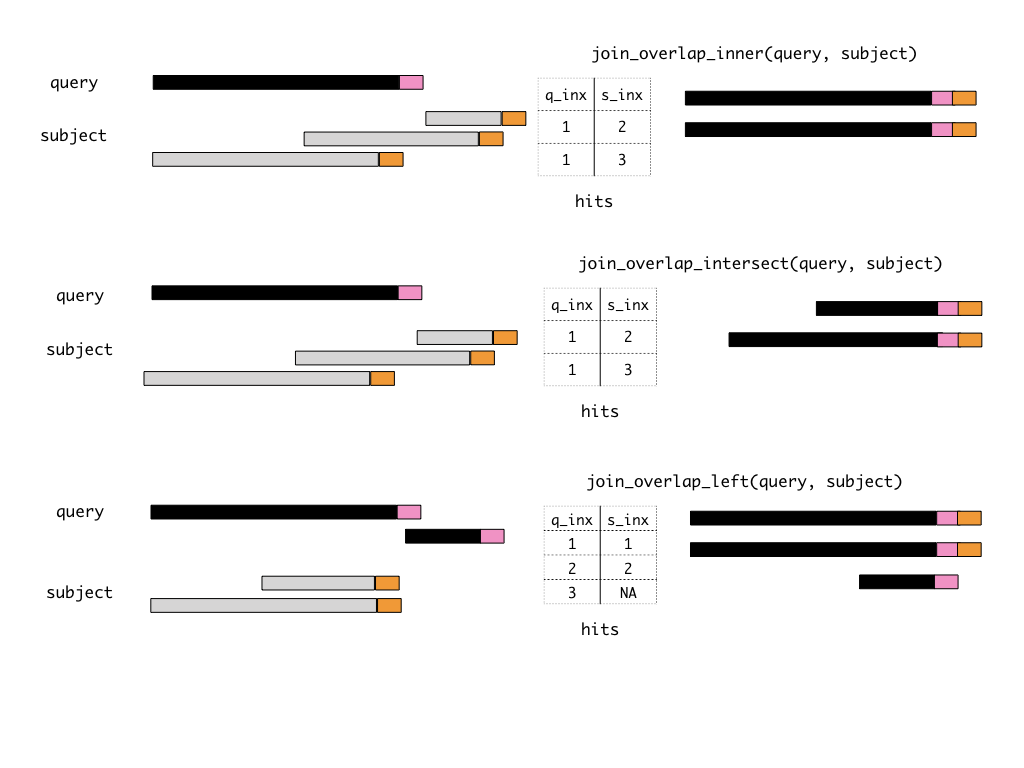 join_overlap_inner(query, subject)
query
subject
q_inx s_inx
1 2
1 3
hits
join_overlap_intersect(query, subject)
query
subject
q_inx s_inx
1 2
1 3
hits
join_overlap_left(query, subject)
query
subject
q_inx s_inx
1 1
2 2
3 NA
hits